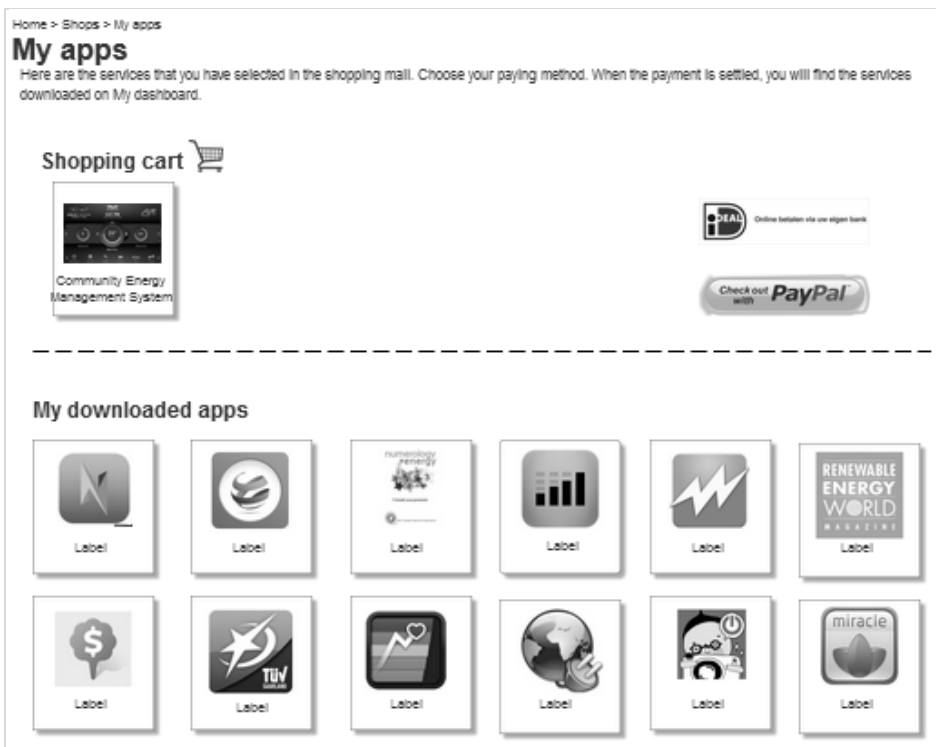 Home > Shops > My apps
My apps
Here are the services that you have selected in the shopping mall. Choose your paying method. When the payment is settled, you will find the services
downloaded on My dashboard.
Shopping cart
Community Energy
Management System
iDEAL
Online betalen via uw eigen bank
Check out
with PayPal
My downloaded apps
numerology
energy
RENEWABLE
ENERGY
WORLD
MAGAZINE
Label
Label
Label
Label
Label
Label
$
TÜV
SAARLAND
miracle
Label
Label
Label
Label
Label
Label